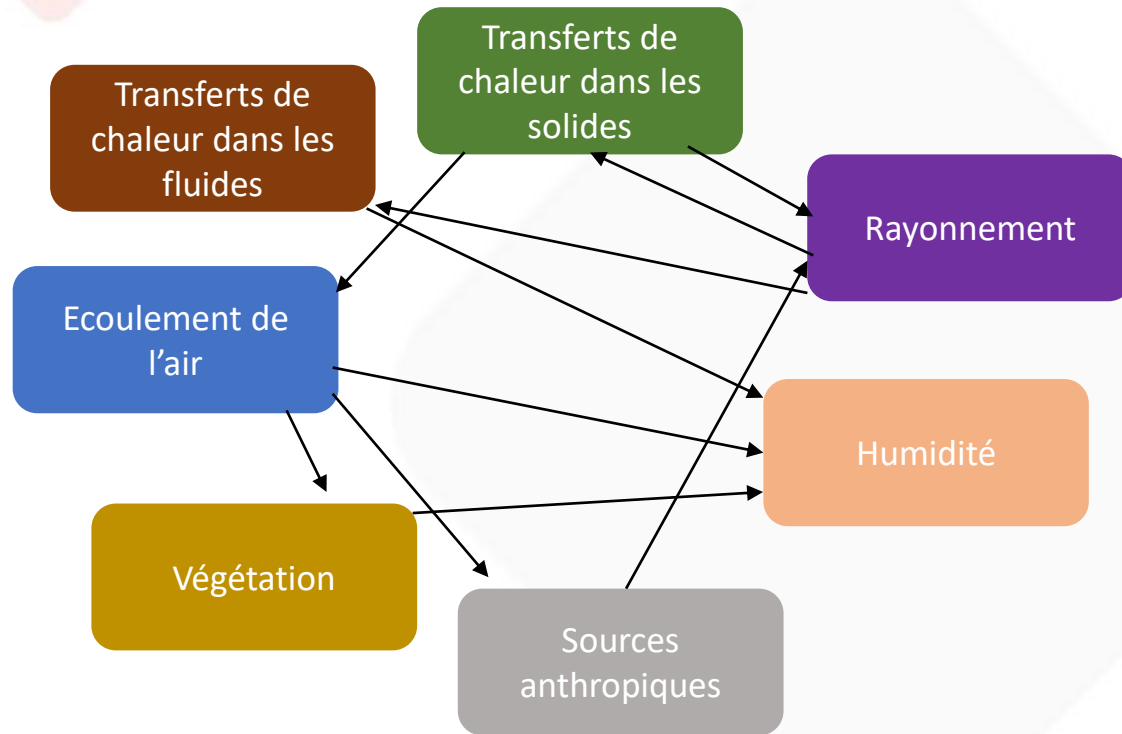 Transferts de
chaleur dans les
solides
Transferts de
chaleur dans les
fluides
Rayonnement
Ecoulement de
l’air
Humidité
Végétation
Sources
anthropiques